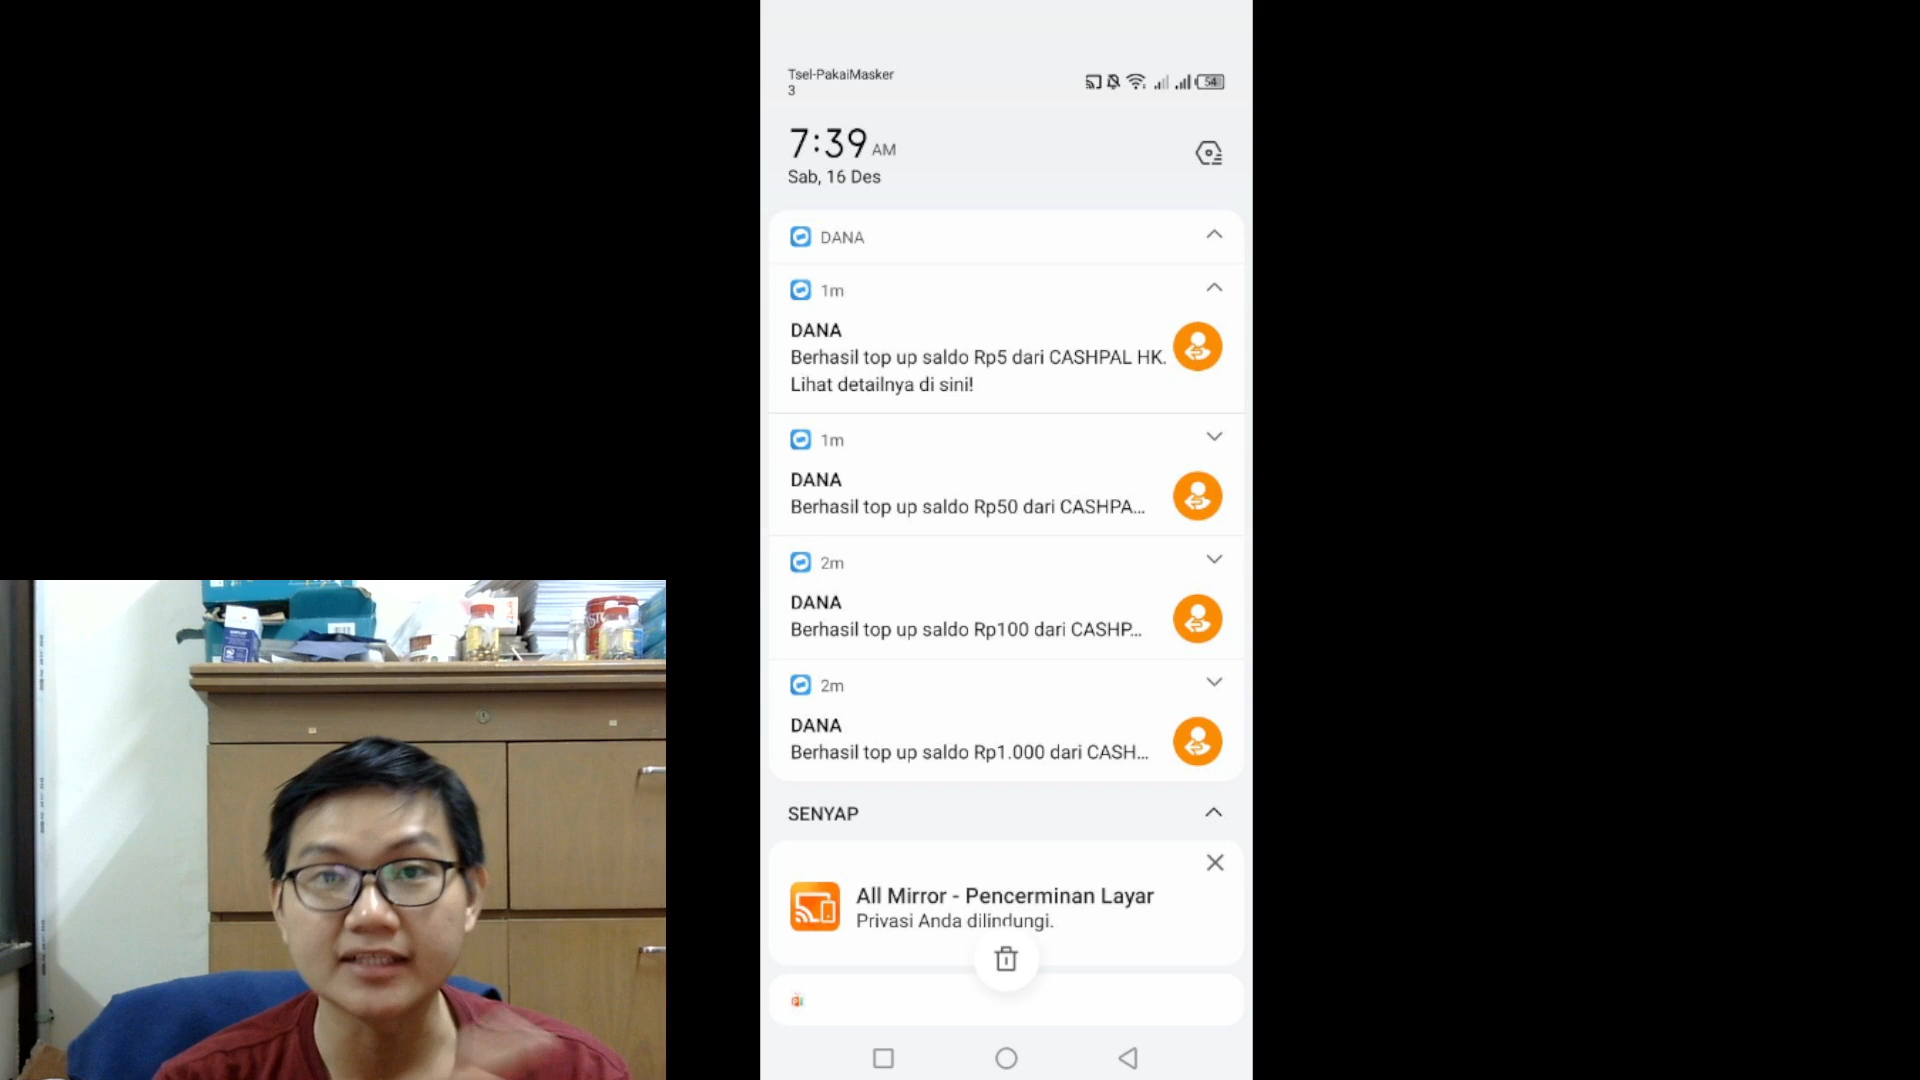 Tsel-PakaiMasker
3
54
7:39 AM
Sab, 16 Des
DANA
1m
DANA
Berhasil top up saldo Rp5 dari CASHPAL HK.
Lihat detailnya di sini!
1m
DANA
Berhasil top up saldo Rp50 dari CASHPA...
2m
DANA
Berhasil top up saldo Rp100 dari CASHP...
2m
DANA
Berhasil top up saldo Rp1.000 dari CASH...
SENYAP
All Mirror - Pencerminan Layar
Privasi Anda dilindungi.